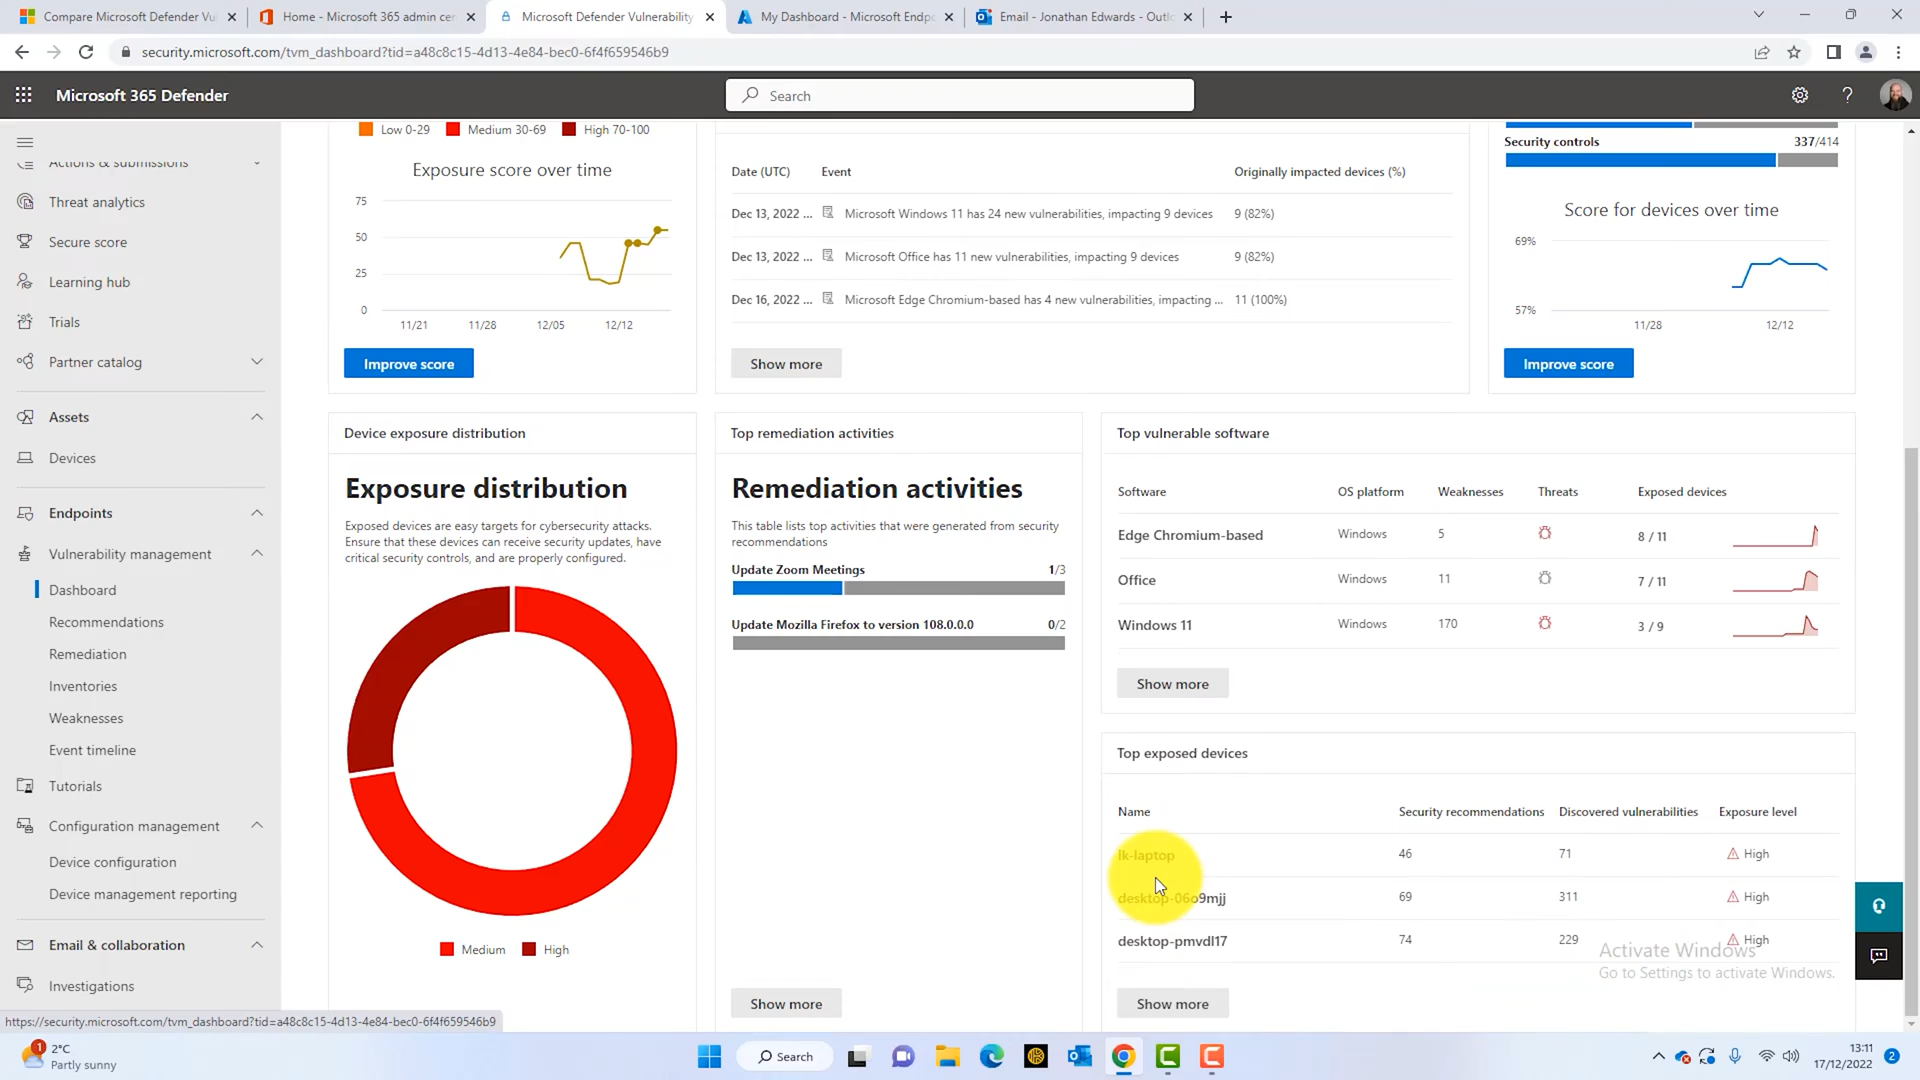 Microsoft Defender Vu
Home - Microsoft 365 admin cen
Microsoft Defender Vulnerability
My Dashboard - Microsoft Endpo
Email - Jonathan Edwards - Outlo
security.microsoft.com/tvm_dashboard?tid=a48c8c15-4d13-4e84-bec0-6f4f659546b9
Microsoft 365 Defender
Search
Actions & submissions
Threat analytics
Secure score
Learning hub
Trials
Partner catalog
Assets
Devices
Endpoints
Vulnerability management
Dashboard
Recommendations
Remediation
Inventories
Weaknesses
Event timeline
Tutorials
Configuration management
Device configuration
Device management reporting
Email & collaboration
Investigations
Low 0-29 Medium 30-69 High 70-100
Exposure score over time
75
50
25
0
11/21 11/28 12/05 12/12
Improve score
Date (UTC) Event Originally impacted devices (%)
Dec 13, 2022 ... Microsoft Windows 11 has 24 new vulnerabilities, impacting 9 devices 9 (82%)
Dec 13, 2022 ... Microsoft Office has 11 new vulnerabilities, impacting 9 devices 9 (82%)
Dec 16, 2022 ... Microsoft Edge Chromium-based has 4 new vulnerabilities, impacting ... 11 (100%)
Show more
Security controls 337/414
Score for devices over time
69%
57%
11/28 12/12
Improve score
Device exposure distribution
Exposure distribution
Exposed devices are easy targets for cybersecurity attacks.
Ensure that these devices can receive security updates, have
critical security controls, and are properly configured.
Medium High
Top remediation activities
Remediation activities
This table lists top activities that were generated from security
recommendations
Update Zoom Meetings 1/3
Update Mozilla Firefox to version 108.0.0.0 0/2
Show more
Top vulnerable software
Software OS platform Weaknesses Threats Exposed devices
Edge Chromium-based Windows 5 8 / 11
Office Windows 11 7 / 11
Windows 11 Windows 170 3 / 9
Show more
Top exposed devices
Name Security recommendations Discovered vulnerabilities Exposure level
lk-laptop 46 71 High
desktop-06o9mjj 69 311 High
desktop-pmvdl17 74 229 High
Show more
Activate Windows
Go to Settings to activate Windows.
https://security.microsoft.com/tvm_dashboard?tid=a48c8c15-4d13-4e84-bec0-6f4f659546b9
1
2°C
Partly sunny
Search
13:11
17/12/2022
2